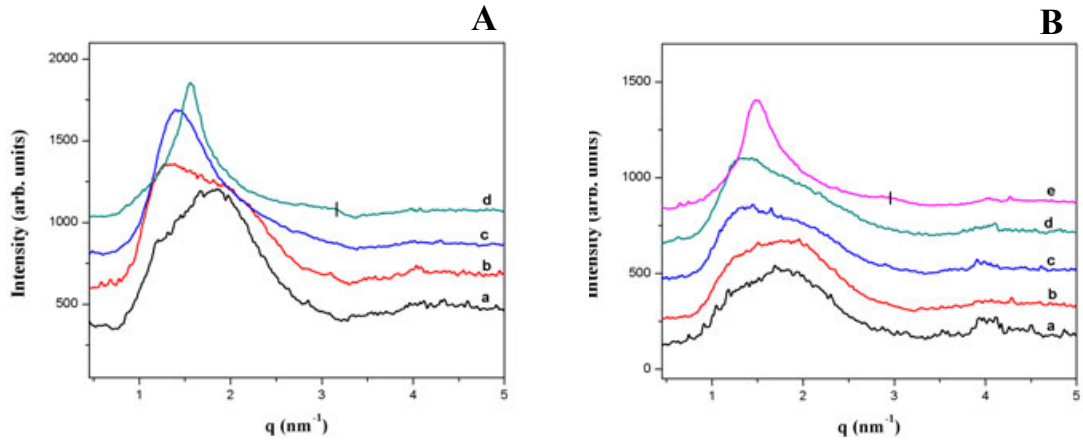 A
2000
1500
1000
500
Intensity (arb. units)
d
c
b
a
1 2 3 4 5
q (nm⁻¹)
B
1500
1000
500
0
Intensity (arb. units)
e
d
c
b
a
1 2 3 4 5
q (nm⁻¹)